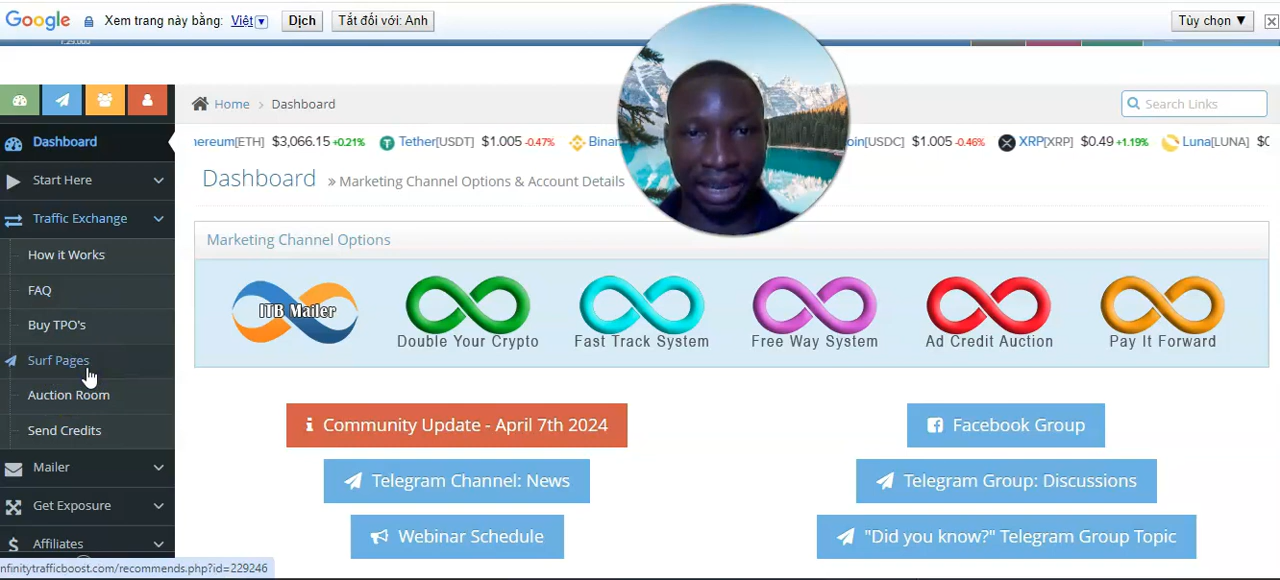 Google Xem trang này bằng: Việt Dịch Tắt đối với: Anh Tùy chọn ▼
Home > Dashboard Search Links
Dashboard
ereum[ETH] $3,066.15 +0.21% Tether[USDT] $1.005 -0.47% $1.005 -0.46% XRP[XRP] $0.49 +1.19% Luna[LUNA]
Dashboard » Marketing Channel Options & Account Details
Start Here
Traffic Exchange
How it Works
FAQ
Buy TPO's
Surf Pages
Auction Room
Send Credits
Mailer
Get Exposure
Affiliates
Marketing Channel Options
ITB Mailer
Double Your Crypto Fast Track System Free Way System Ad Credit Auction Pay It Forward
Community Update - April 7th 2024 Facebook Group
Telegram Channel: News Telegram Group: Discussions
Webinar Schedule "Did you know?" Telegram Group Topic
nfinitytrafficboost.com/recommends.php?id=229246